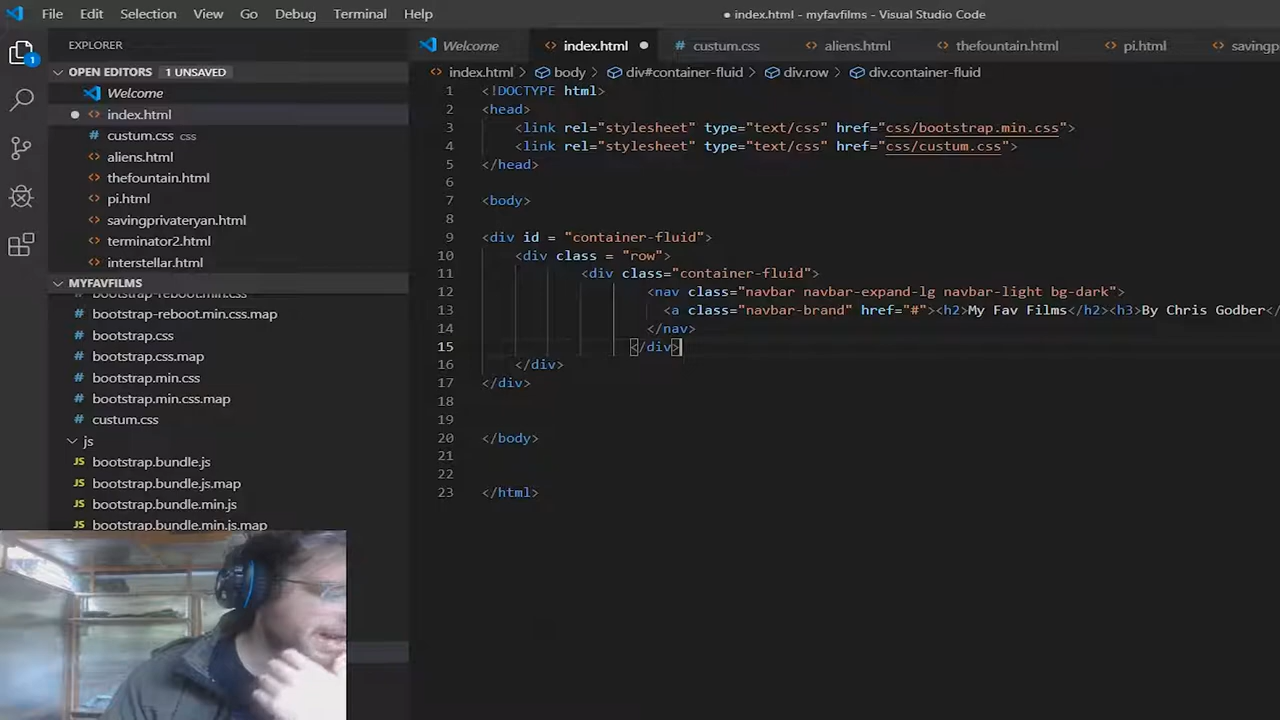 File Edit Selection View Go Debug Terminal Help
● index.html - myfavfilms - Visual Studio Code
EXPLORER
OPEN EDITORS 1 UNSAVED
Welcome
index.html
custum.css css
aliens.html
thefountain.html
pi.html
savingprivateryan.html
terminator2.html
interstellar.html
MYFAVFILMS
bootstrap-reboot.min.css
bootstrap-reboot.min.css.map
bootstrap.css
bootstrap.css.map
bootstrap.min.css
bootstrap.min.css.map
custum.css
js
bootstrap.bundle.js
bootstrap.bundle.js.map
bootstrap.bundle.min.js
bootstrap.bundle.min.js.map
Welcome index.html custum.css aliens.html thefountain.html pi.html savingp
index.html > body > div#container-fluid > div.row > div.container-fluid
1 <!DOCTYPE html>
2 <head>
3 <link rel="stylesheet" type="text/css" href="css/bootstrap.min.css">
4 <link rel="stylesheet" type="text/css" href="css/custum.css">
5 </head>
6
7 <body>
8
9 <div id = "container-fluid">
10 <div class = "row">
11 <div class="container-fluid">
12 <nav class="navbar navbar-expand-lg navbar-light bg-dark">
13 <a class="navbar-brand" href="#"><h2>My Fav Films</h2><h3>By Chris Godber</
14 </nav>
15 </div>
16 </div>
17 </div>
18
19
20 </body>
21
22
23 </html>
1